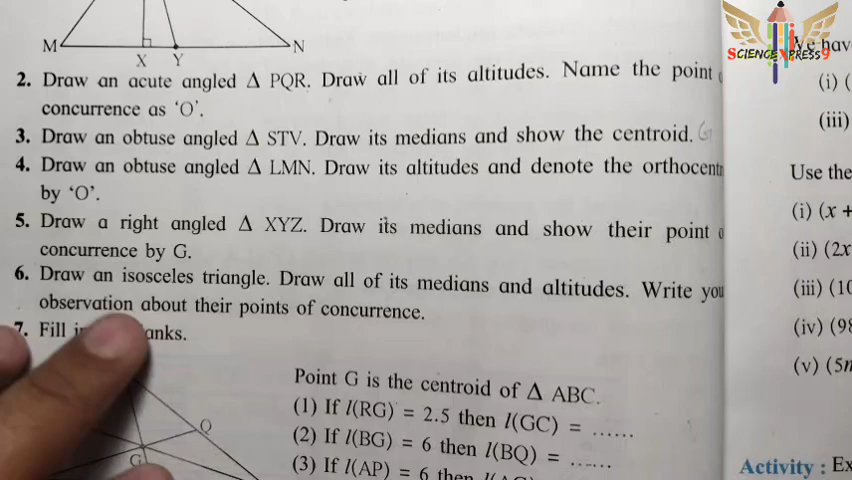 M
N
X Y
2. Draw an acute angled Δ PQR. Draw all of its altitudes. Name the point
concurrence as ‘O’.
3. Draw an obtuse angled Δ STV. Draw its medians and show the centroid.
4. Draw an obtuse angled Δ LMN. Draw its altitudes and denote the orthocentr
by ‘O’.
5. Draw a right angled Δ XYZ. Draw its medians and show their point
concurrence by G.
6. Draw an isosceles triangle. Draw all of its medians and altitudes. Write you
observation about their points of concurrence.
7. Fill in anks.
Point G is the centroid of Δ ABC.
(1) If l(RG) = 2.5 then l(GC) = ......
(2) If l(BG) = 6 then l(BQ) = ......
(3) If l(AP) = 6 then
Q
G
SCIENCEXPRESS9
We hav
(i) (
(iii)
Use the
(i) (x +
(ii) (2x
(iii) (10
(iv) (98
(v) (5m
Activity : Ex